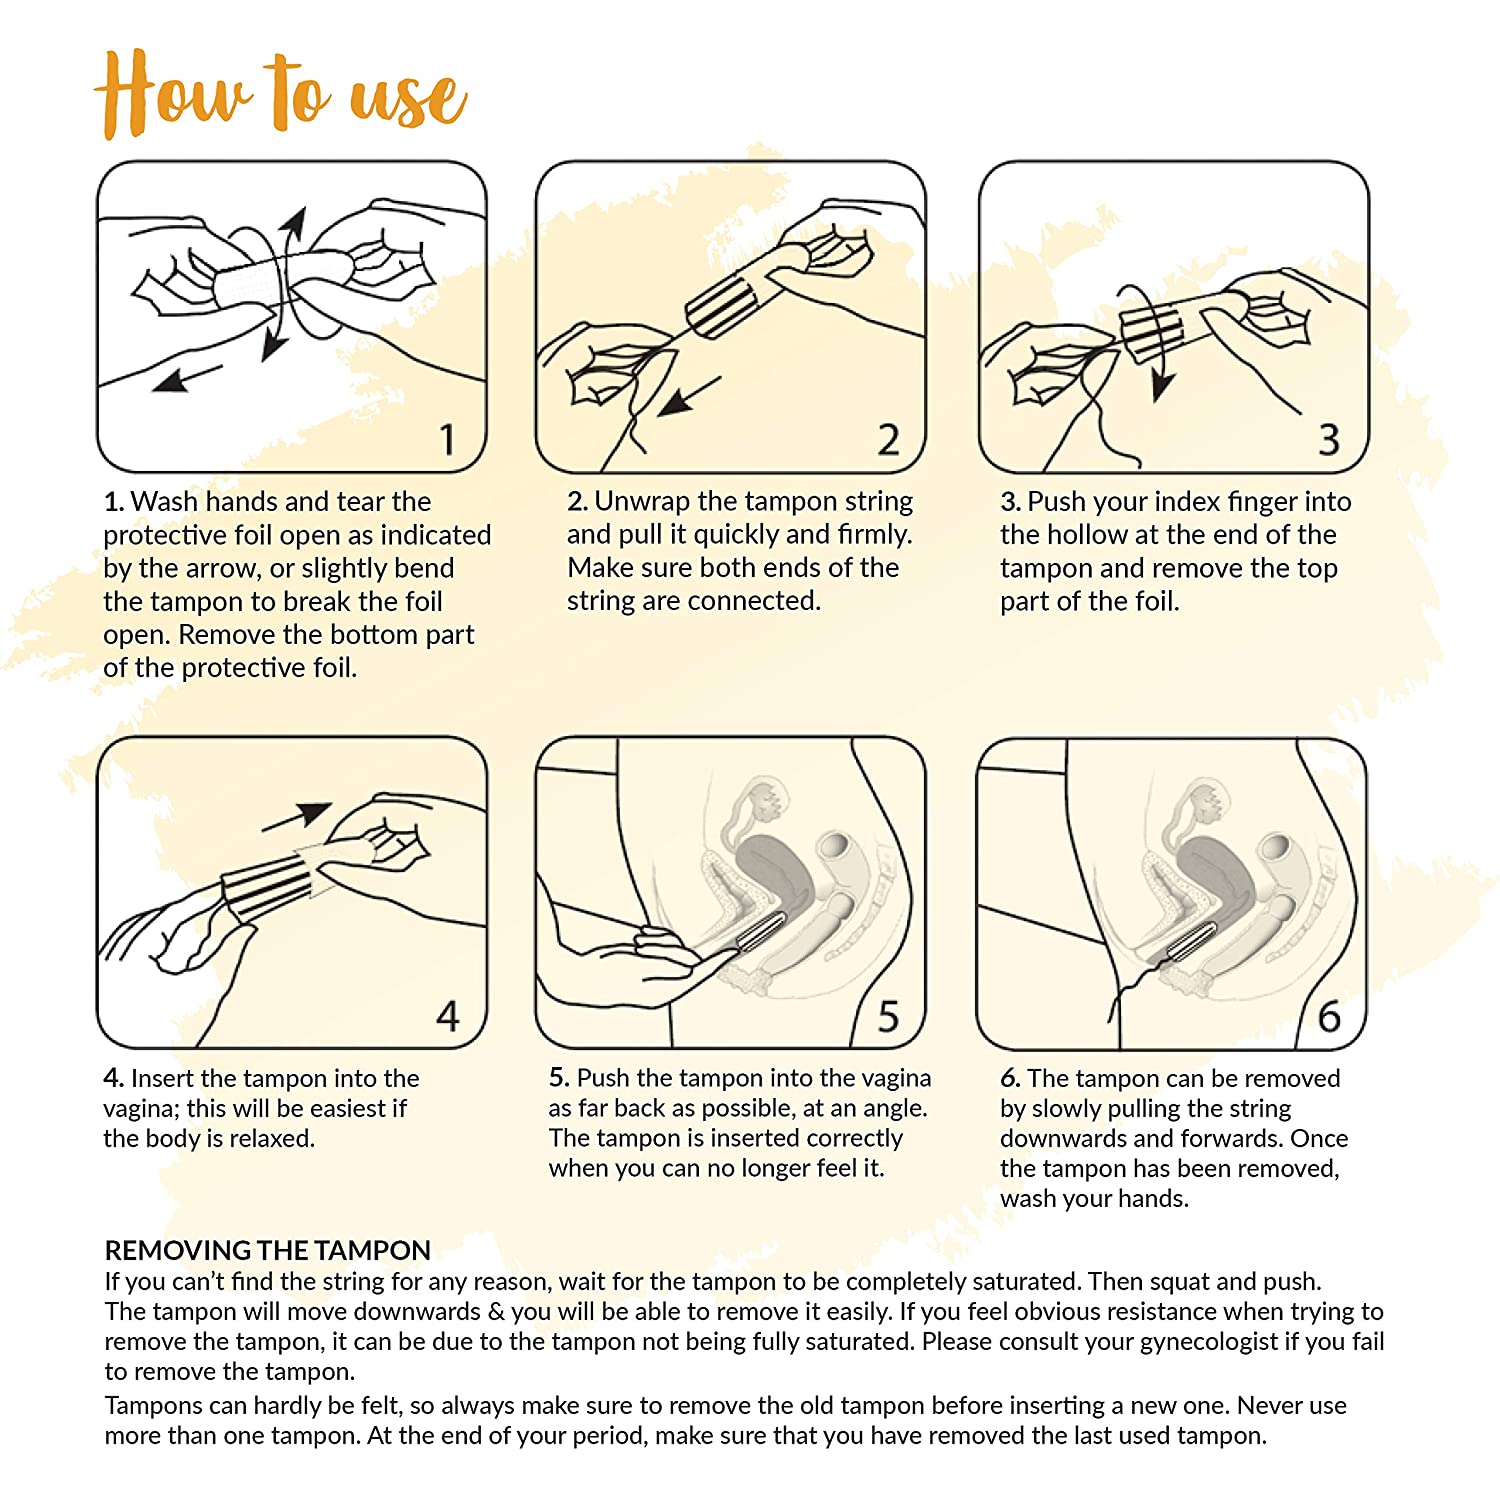 How to use
1
2
3
1. Wash hands and tear the
protective foil open as indicated
by the arrow, or slightly bend
the tampon to break the foil
open. Remove the bottom part
of the protective foil.
2. Unwrap the tampon string
and pull it quickly and firmly.
Make sure both ends of the
string are connected.
3. Push your index finger into
the hollow at the end of the
tampon and remove the top
part of the foil.
4
5
6
4. Insert the tampon into the
vagina; this will be easiest if
the body is relaxed.
5. Push the tampon into the vagina
as far back as possible, at an angle.
The tampon is inserted correctly
when you can no longer feel it.
6. The tampon can be removed
by slowly pulling the string
downwards and forwards. Once
the tampon has been removed,
wash your hands.
REMOVING THE TAMPON
If you can’t find the string for any reason, wait for the tampon to be completely saturated. Then squat and push.
The tampon will move downwards & you will be able to remove it easily. If you feel obvious resistance when trying to
remove the tampon, it can be due to the tampon not being fully saturated. Please consult your gynecologist if you fail
to remove the tampon.
Tampons can hardly be felt, so always make sure to remove the old tampon before inserting a new one. Never use
more than one tampon. At the end of your period, make sure that you have removed the last used tampon.